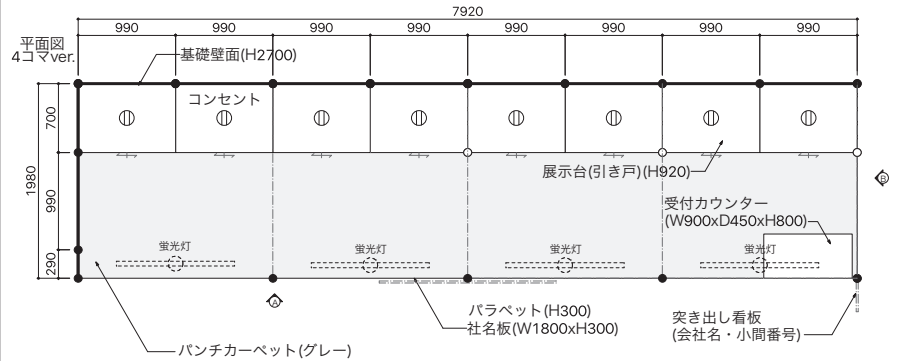 7920
990 990 990 990 990 990 990 990
平面図
4コマver.
基礎壁面(H2700)
コンセント
700
展示台(引き戸)(H920)
1980
990
B
受付カウンター
(W900xD450xH800)
蛍光灯 蛍光灯 蛍光灯 蛍光灯
290
A
パラペット(H300)
社名板(W1800xH300)
突き出し看板
(会社名・小間番号)
パンチカーペット(グレー)